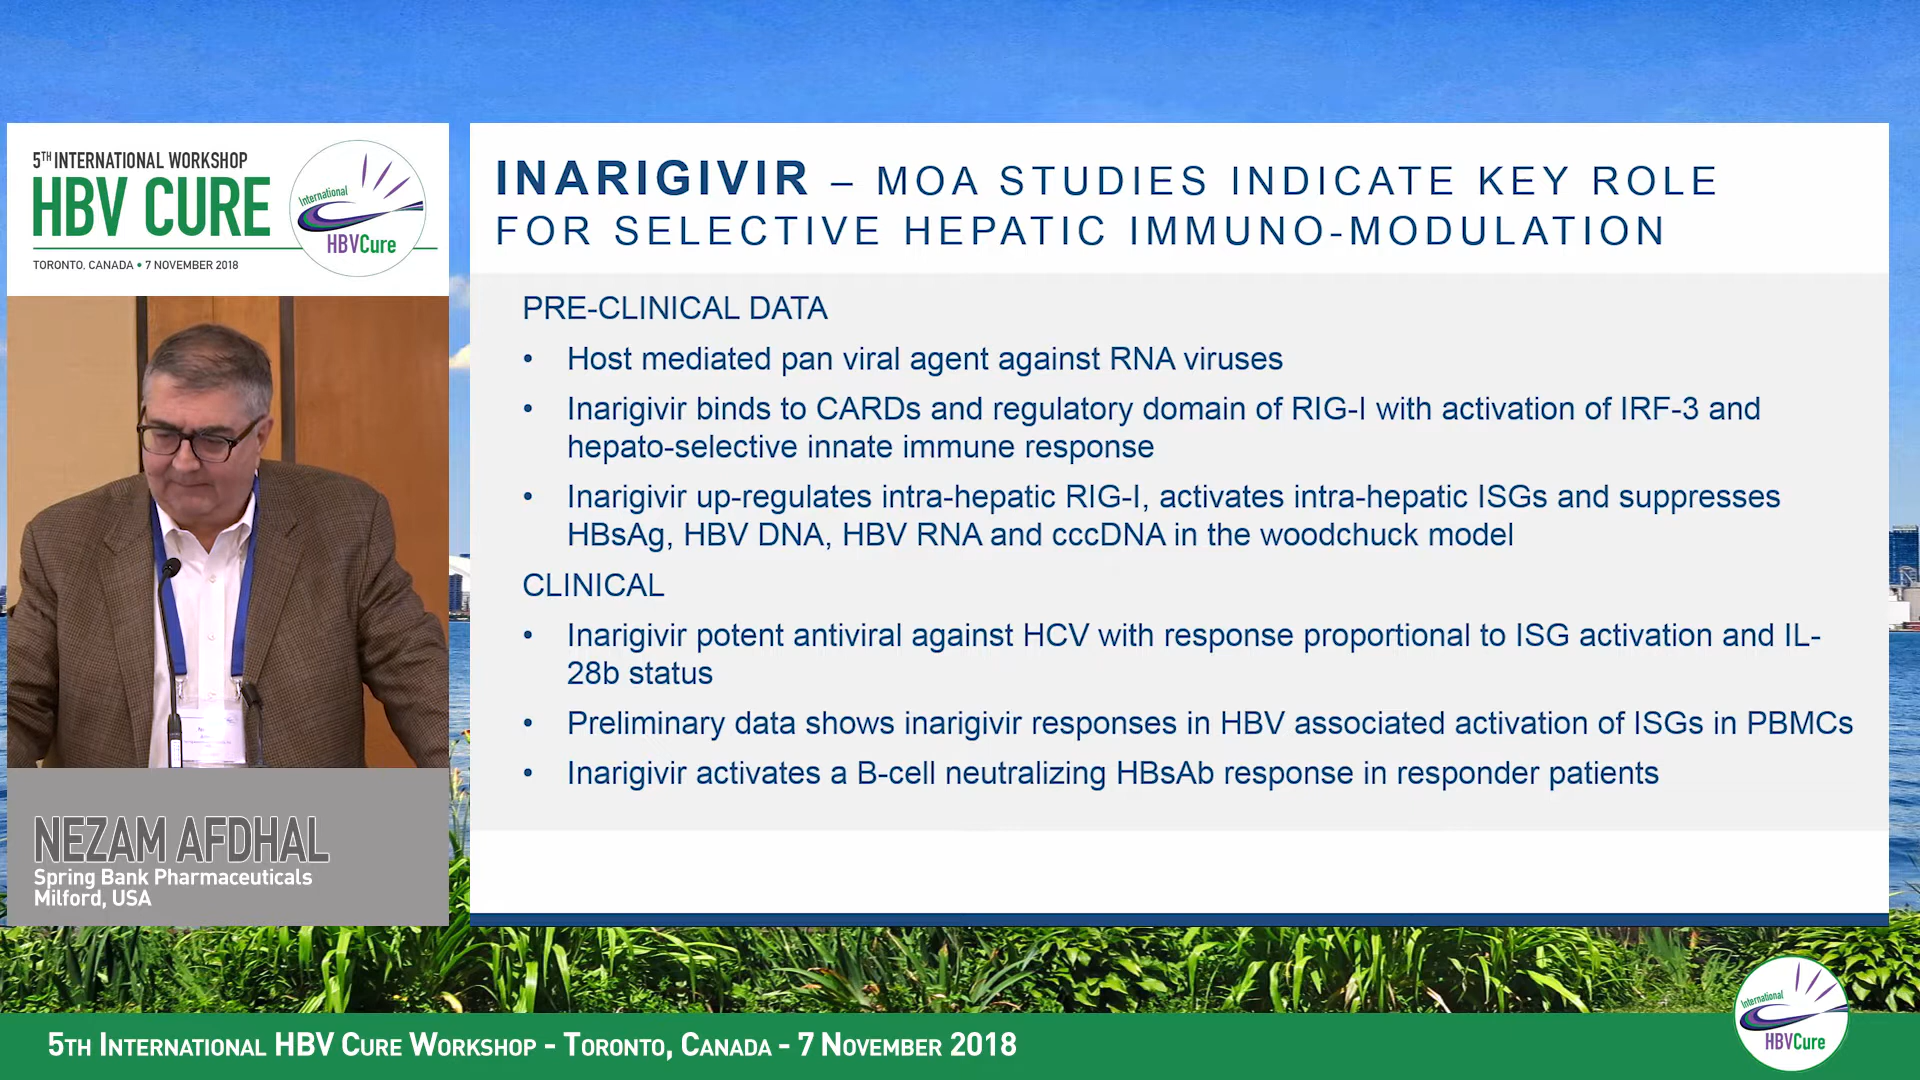 5TH INTERNATIONAL WORKSHOP
HBV CURE
TORONTO, CANADA • 7 NOVEMBER 2018
International
HBVCure
INARIGIVIR – MOA STUDIES INDICATE KEY ROLE
FOR SELECTIVE HEPATIC IMMUNO-MODULATION
PRE-CLINICAL DATA
• Host mediated pan viral agent against RNA viruses
• Inarigivir binds to CARDs and regulatory domain of RIG-I with activation of IRF-3 and
hepato-selective innate immune response
• Inarigivir up-regulates intra-hepatic RIG-I, activates intra-hepatic ISGs and suppresses
HBsAg, HBV DNA, HBV RNA and cccDNA in the woodchuck model
CLINICAL
• Inarigivir potent antiviral against HCV with response proportional to ISG activation and IL-
28b status
• Preliminary data shows inarigivir responses in HBV associated activation of ISGs in PBMCs
• Inarigivir activates a B-cell neutralizing HBsAb response in responder patients
NEZAM AFDHAL
Spring Bank Pharmaceuticals
Milford, USA
5TH INTERNATIONAL HBV CURE WORKSHOP - TORONTO, CANADA - 7 NOVEMBER 2018
International
HBVCure